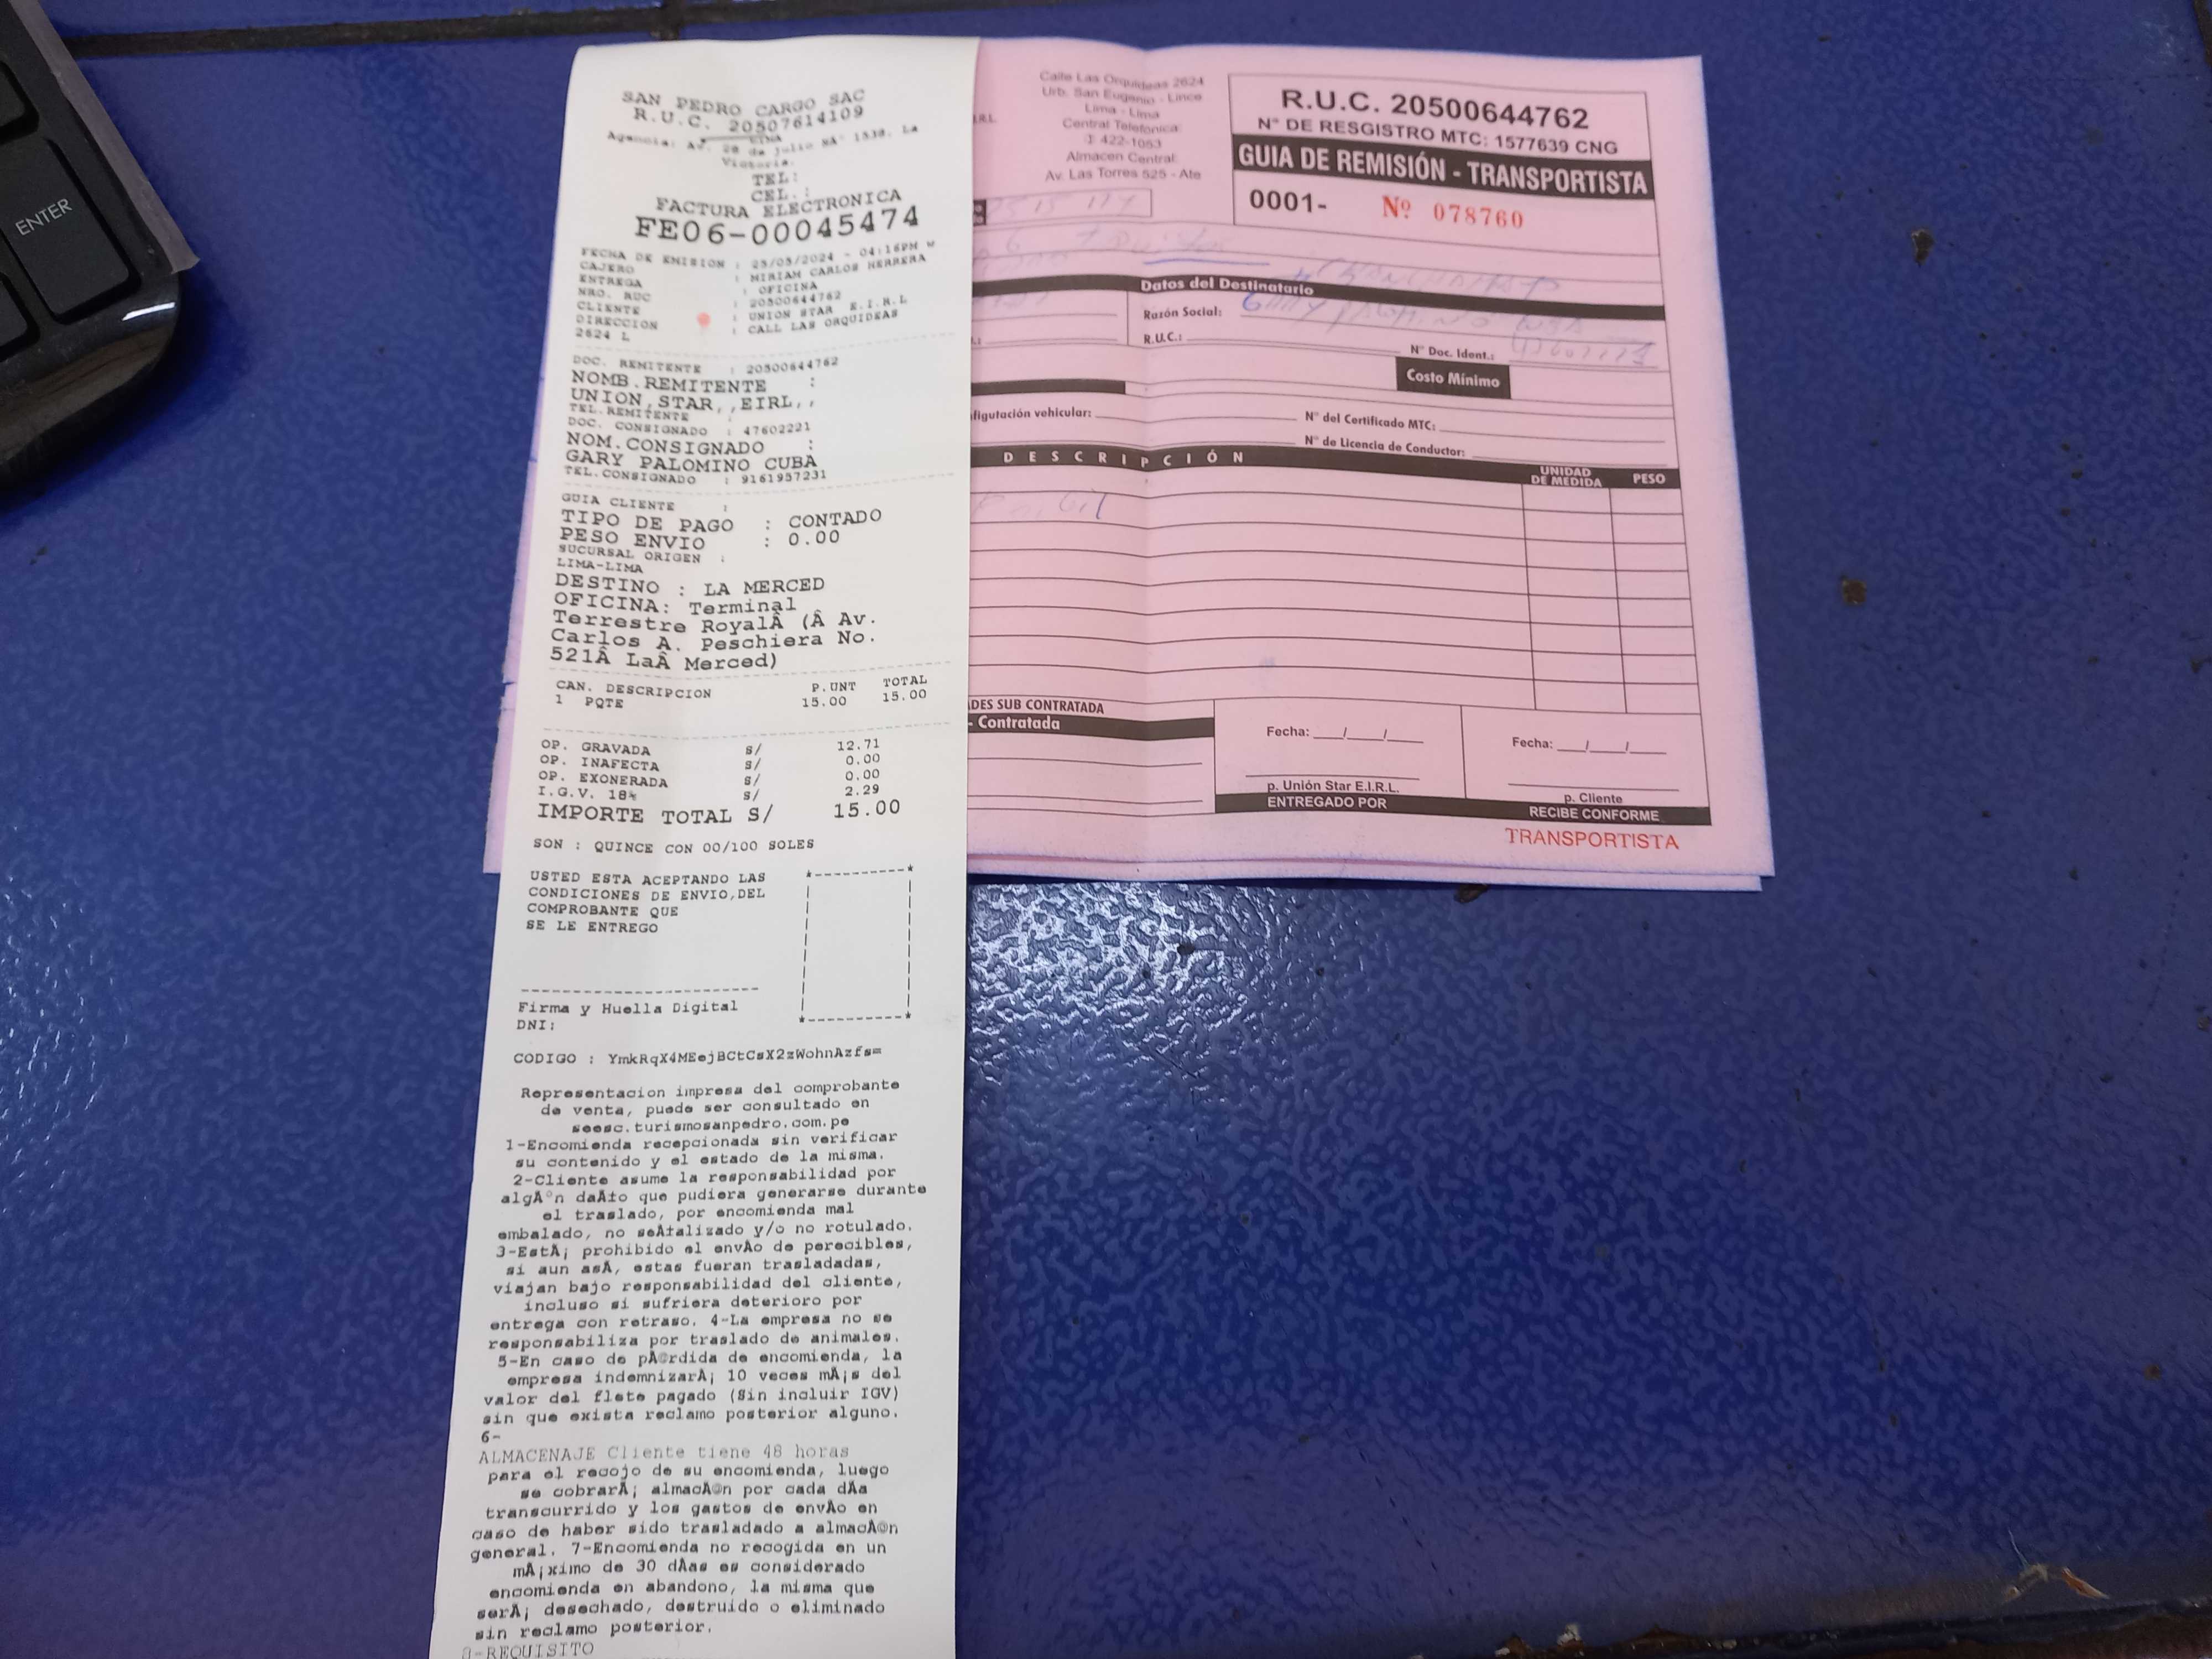 SAN PEDRO CARGO SAC
R.U.C. 20507614109
LIMA
Agencia: Av. 28 de julio NÂ° 1538. La
Victoria.
TEL:
CEL.:
FACTURA ELECTRONICA
FE06-00045474
FECHA DE EMISION : 25/05/2024 - 04:16PM
CAJERO : MIRIAM CARLOS HERRERA
ENTREGA : OFICINA
NRO. RUC : 20500644762
CLIENTE : UNION STAR E.I.R.L
DIRECCION : CALL LAS ORQUIDEAS
2624 L
DOC. REMITENTE : 20500644762
NOMB.REMITENTE :
UNION,STAR,,EIRL,,
TEL.REMITENTE
DOC. CONSIGNADO : 47602221
NOM.CONSIGNADO :
GARY PALOMINO CUBA
TEL.CONSIGNADO : 9161957231
GUIA CLIENTE :
TIPO DE PAGO : CONTADO
PESO ENVIO : 0.00
SUCURSAL ORIGEN :
LIMA-LIMA
DESTINO : LA MERCED
OFICINA: Terminal
Terrestre RoyalÂ (Â Av.
Carlos A. Peschiera No.
521Â LaÂ Merced)
CAN. DESCRIPCION P.UNT TOTAL
1 PQTE 15.00 15.00
OP. GRAVADA S/ 12.71
OP. INAFECTA S/ 0.00
OP. EXONERADA S/ 0.00
I.G.V. 18% S/ 2.29
IMPORTE TOTAL S/ 15.00
SON : QUINCE CON 00/100 SOLES
USTED ESTA ACEPTANDO LAS
CONDICIONES DE ENVIO,DEL
COMPROBANTE QUE
SE LE ENTREGO
Firma y Huella Digital
DNI:
CODIGO : YmkRqX4MEejBCtCsX2zWohnAzfs=
Representacion impresa del comprobante
de venta, puede ser consultado en
seesc.turismosanpedro.com.pe
1-Encomienda recepcionada sin verificar
su contenido y el estado de la misma.
2-Cliente asume la responsabilidad por
algÃºn daÃ±o que pudiera generarse durante
el traslado, por encomienda mal
embalado, no seÃ±alizado y/o no rotulado.
3-EstÃ¡ prohibido el envÃo de perecibles,
si aun asÃ, estas fueran trasladadas,
viajan bajo responsabilidad del cliente,
incluso si sufriera deterioro por
entrega con retraso. 4-La empresa no se
responsabiliza por traslado de animales.
5-En caso de pÃ©rdida de encomienda, la
empresa indemnizarÃ¡ 10 veces mÃ¡s del
valor del flete pagado (Sin incluir IGV)
sin que exista reclamo posterior alguno.
6-
ALMACENAJE Cliente tiene 48 horas
para el recojo de su encomienda, luego
se cobrarÃ¡ almacÃ©n por cada dÃa
transcurrido y los gastos de envÃo en
caso de haber sido trasladado a almacÃ©n
general. 7-Encomienda no recogida en un
mÃ¡ximo de 30 dÃas es considerado
encomienda en abandono, la misma que
serÃ¡ desechado, destruido o eliminado
sin reclamo posterior.
8-REQUISITO
I.R.L.
Calle Las Orquideas 2624
Urb. San Eugenio - Lince
Lima - Lima
Central Telefonica:
422-1053
Almacen Central:
Av. Las Torres 525 - Ate
R.U.C. 20500644762
N° DE RESGISTRO MTC: 1577639 CNG
GUIA DE REMISIÓN - TRANSPORTISTA
0001- Nº 078760
Datos del Destinatario
Razón Social:
R.U.C.:
N° Doc. Ident.:
Costo Mínimo
figutación vehicular:
N° del Certificado MTC:
N° de Licencia de Conductor:
DESCRIPCIÓN
UNIDAD DE MEDIDA
PESO
DES SUB CONTRATADA
- Contratada
Fecha: ___/___/___
p. Unión Star E.I.R.L.
ENTREGADO POR
Fecha: ___/___/___
p. Cliente
RECIBE CONFORME
TRANSPORTISTA
ENTER